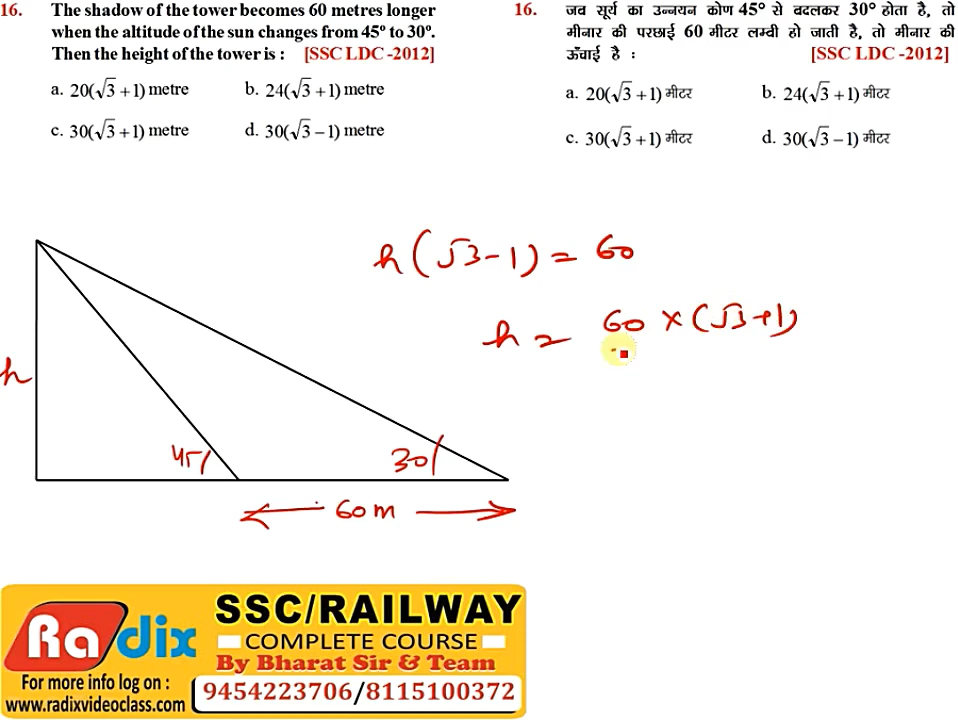 16. The shadow of the tower becomes 60 metres longer
when the altitude of the sun changes from 45º to 30º.
Then the height of the tower is : [SSC LDC -2012]
a. 20(√3 + 1) metre b. 24(√3 + 1) metre
c. 30(√3 + 1) metre d. 30(√3 – 1) metre
16. जब सूर्य का उन्नयन कोण 45° से बदलकर 30° होता है, तो
मीनार की परछाई 60 मीटर लम्बी हो जाती है, तो मीनार की
ऊँचाई है : [SSC LDC -2012]
a. 20(√3 + 1) मीटर b. 24(√3 + 1) मीटर
c. 30(√3 + 1) मीटर d. 30(√3 – 1) मीटर
h(√3 - 1) = 60
h = 60 × (√3 + 1)
h
45
30
60 m
Radix
For more info log on :
www.radixvideoclass.com
SSC/RAILWAY
COMPLETE COURSE
By Bharat Sir & Team
9454223706/8115100372